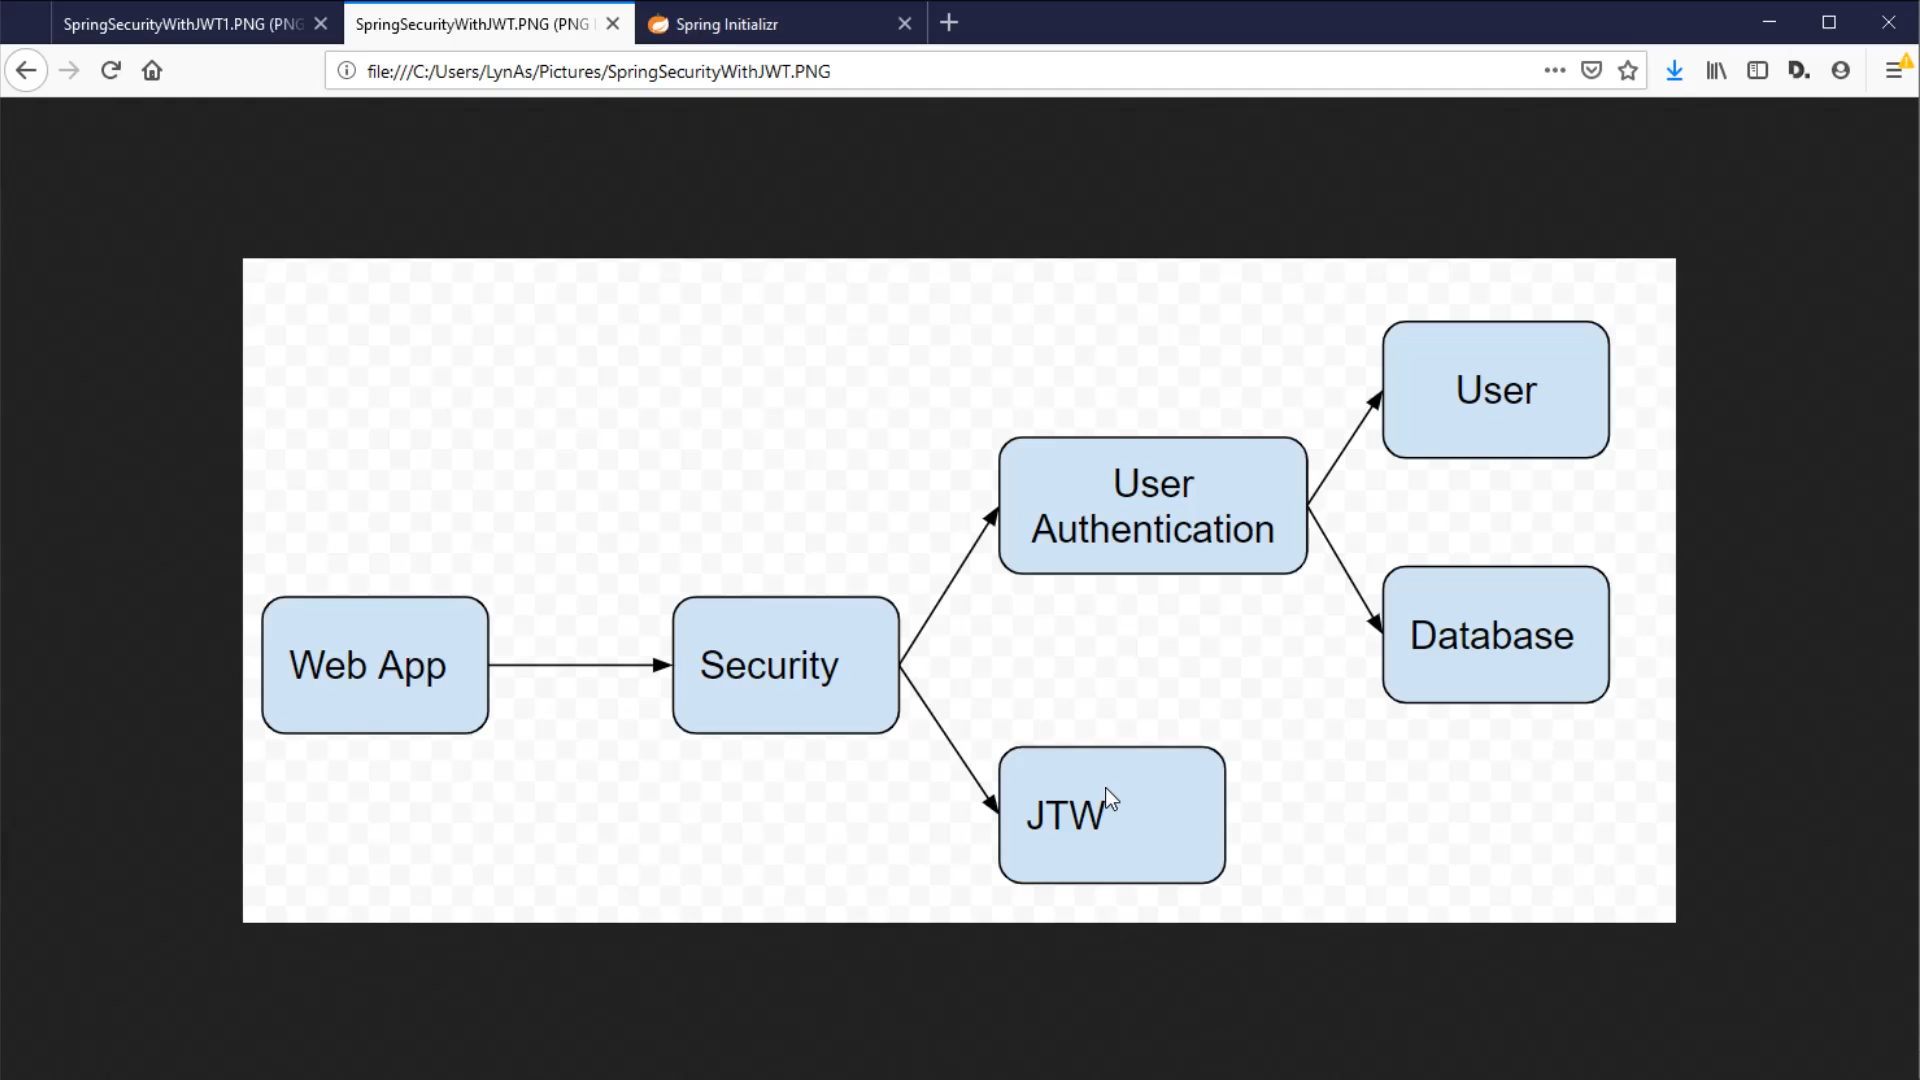 SpringSecurityWithJWT1.PNG (PNG
SpringSecurityWithJWT.PNG (PNG
Spring Initializr
file:///C:/Users/LynAs/Pictures/SpringSecurityWithJWT.PNG
D.
User
User
Authentication
Database
Web App
Security
JTW